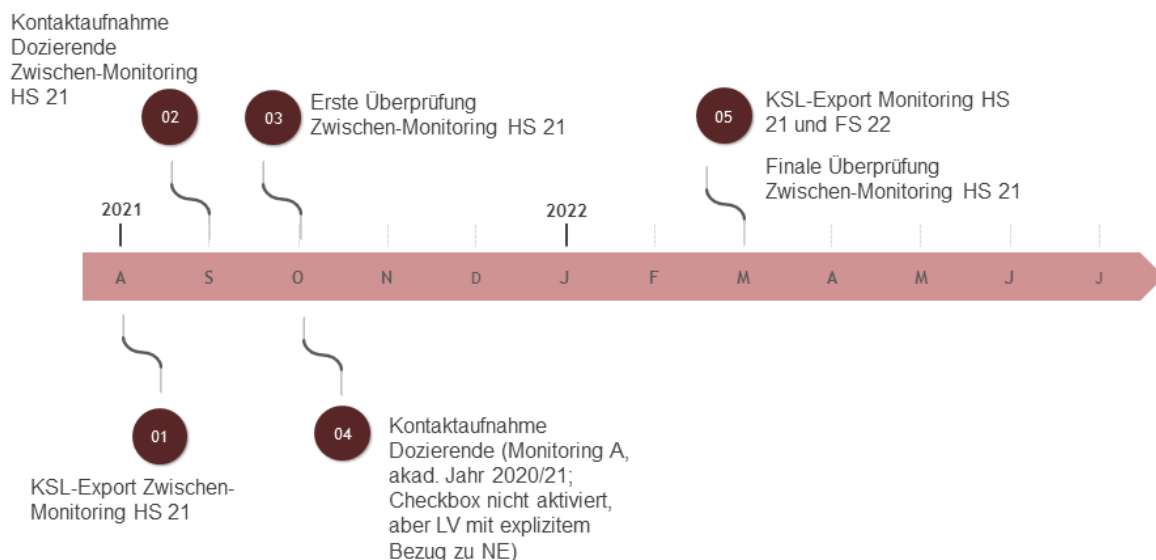 Kontaktaufnahme
Dozierende
Zwischen-Monitoring
HS 21
02
03
Erste Überprüfung
Zwischen-Monitoring HS 21
05
KSL-Export Monitoring HS
21 und FS 22
Finale Überprüfung
Zwischen-Monitoring HS 21
2021
2022
A S O N D J F M A M J J
01
KSL-Export Zwischen-
Monitoring HS 21
04
Kontaktaufnahme
Dozierende (Monitoring A,
akad. Jahr 2020/21;
Checkbox nicht aktiviert,
aber LV mit explizitem
Bezug zu NE)